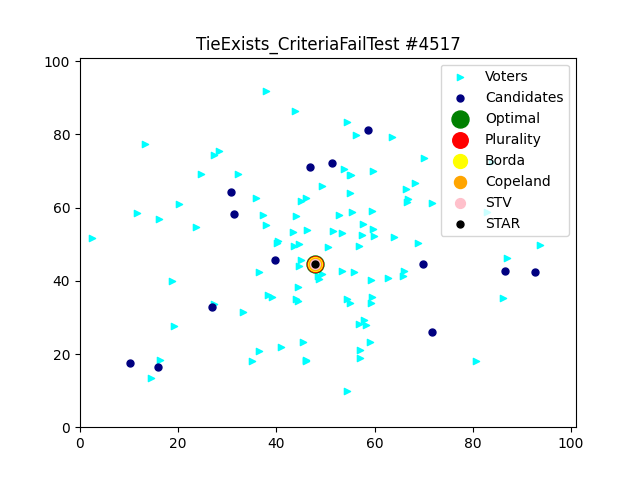 TieExists_CriteriaFailTest #4517
100
80
60
40
20
0
0
20
40
60
80
100
Voters
Candidates
Optimal
Plurality
Borda
Copeland
STV
STAR